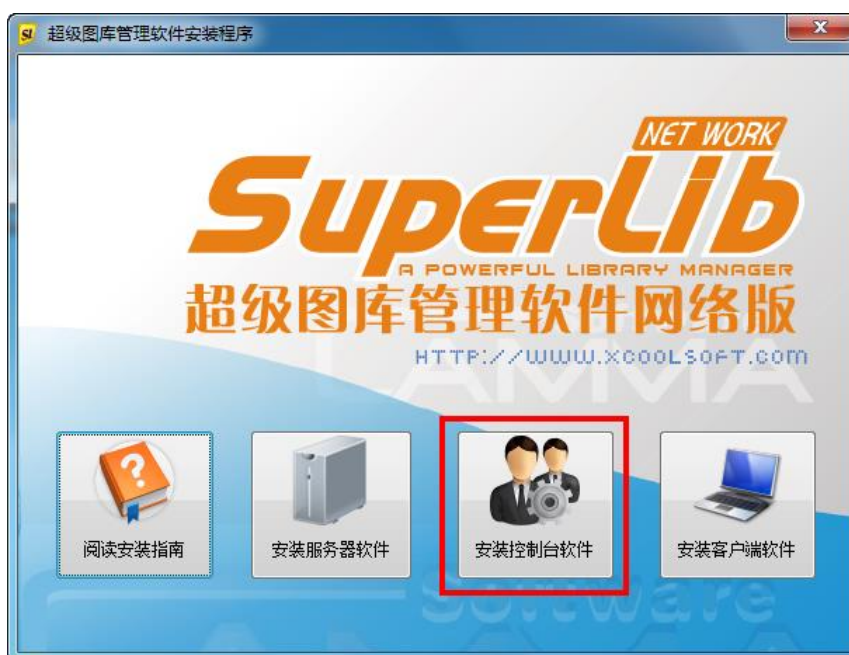 SL 超级图库管理软件安装程序
NET WORK
SuperLib
A POWERFUL LIBRARY MANAGER
超级图库管理软件网络版
HTTP://WWW.XCOOLSOFT.COM
LAMMA
阅读安装指南
安装服务器软件
安装控制台软件
安装客户端软件
Software